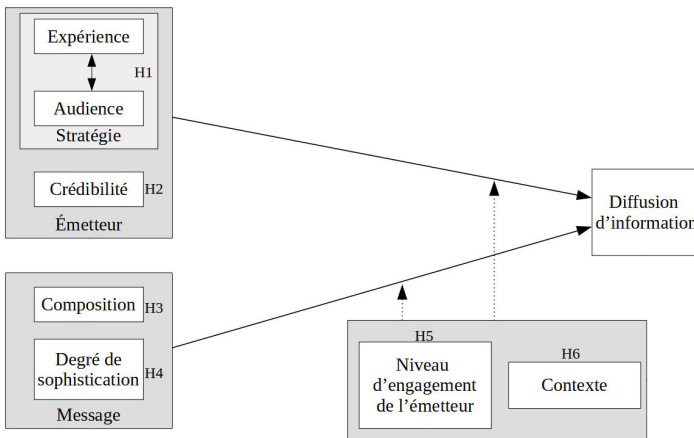 Expérience
H1
Audience
Stratégie
Crédibilité
H2
Émetteur
Composition
H3
Degré de
sophistication
H4
Message
Diffusion
d’information
H5
Niveau
d’engagement
de l’émetteur
H6
Contexte